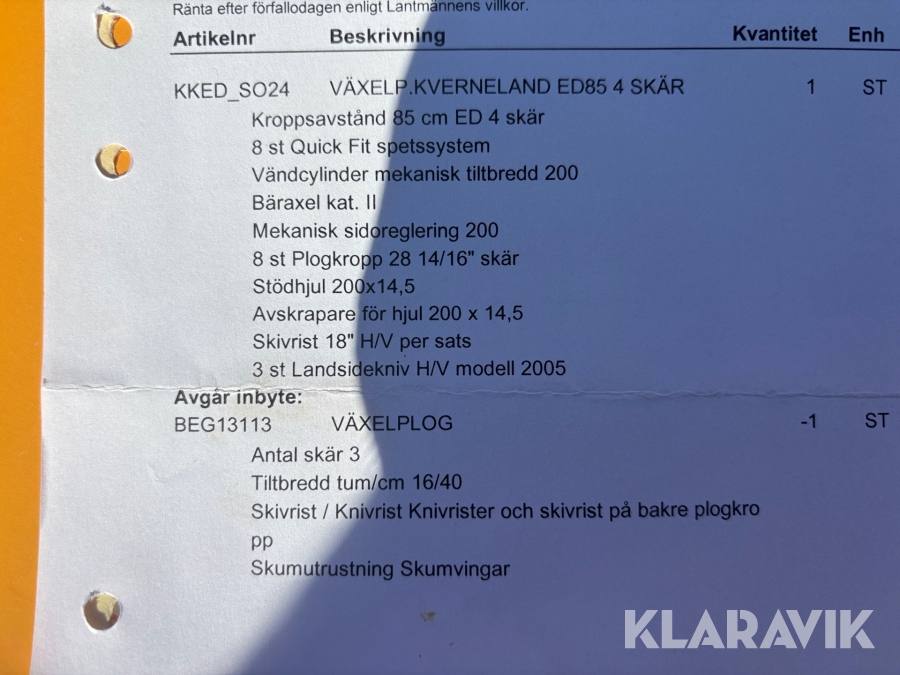 Ränta efter förfallodagen enligt Lantmännens villkor.
Artikelnr Beskrivning Kvantitet Enh
KKED_SO24 VÄXELP.KVERNELAND ED85 4 SKÄR 1 ST
Kroppsavstånd 85 cm ED 4 skär
8 st Quick Fit spetssystem
Vändcylinder mekanisk tiltbredd 200
Bäraxel kat. II
Mekanisk sidoreglering 200
8 st Plogkropp 28 14/16" skär
Stödhjul 200x14,5
Avskrapare för hjul 200 x 14,5
Skivrist 18" H/V per sats
3 st Landsidekniv H/V modell 2005
Avgår inbyte:
BEG13113 VÄXELPLOG -1 ST
Antal skär 3
Tiltbredd tum/cm 16/40
Skivrist / Knivrist Knivrister och skivrist på bakre plogkro
pp
Skumutrustning Skumvingar
KLARAVIK